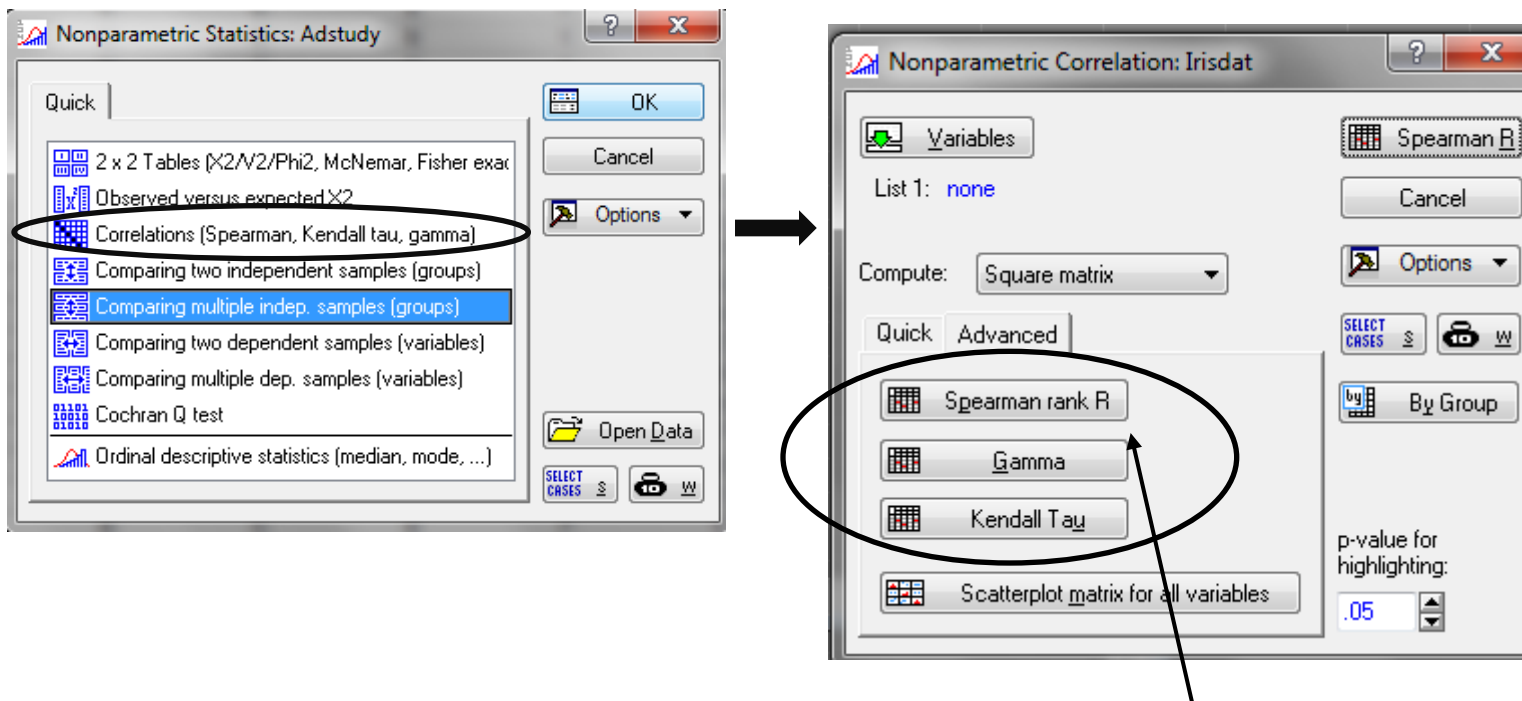 Nonparametric Statistics: Adstudy
Quick
2 x 2 Tables (X2/V2/Phi2, McNemar, Fisher exac
Observed versus expected X2
Correlations (Spearman, Kendall tau, gamma)
Comparing two independent samples (groups)
Comparing multiple indep. samples (groups)
Comparing two dependent samples (variables)
Comparing multiple dep. samples (variables)
Cochran Q test
Ordinal descriptive statistics (median, mode, ...)
OK
Cancel
Options
Open Data
SELECT CASES S
W
Nonparametric Correlation: Irisdat
Variables
List 1: none
Compute: Square matrix
Quick Advanced
Spearman rank R
Gamma
Kendall Tau
Scatterplot matrix for all variables
Spearman R
Cancel
Options
SELECT CASES S
W
By Group
p-value for
highlighting:
.05